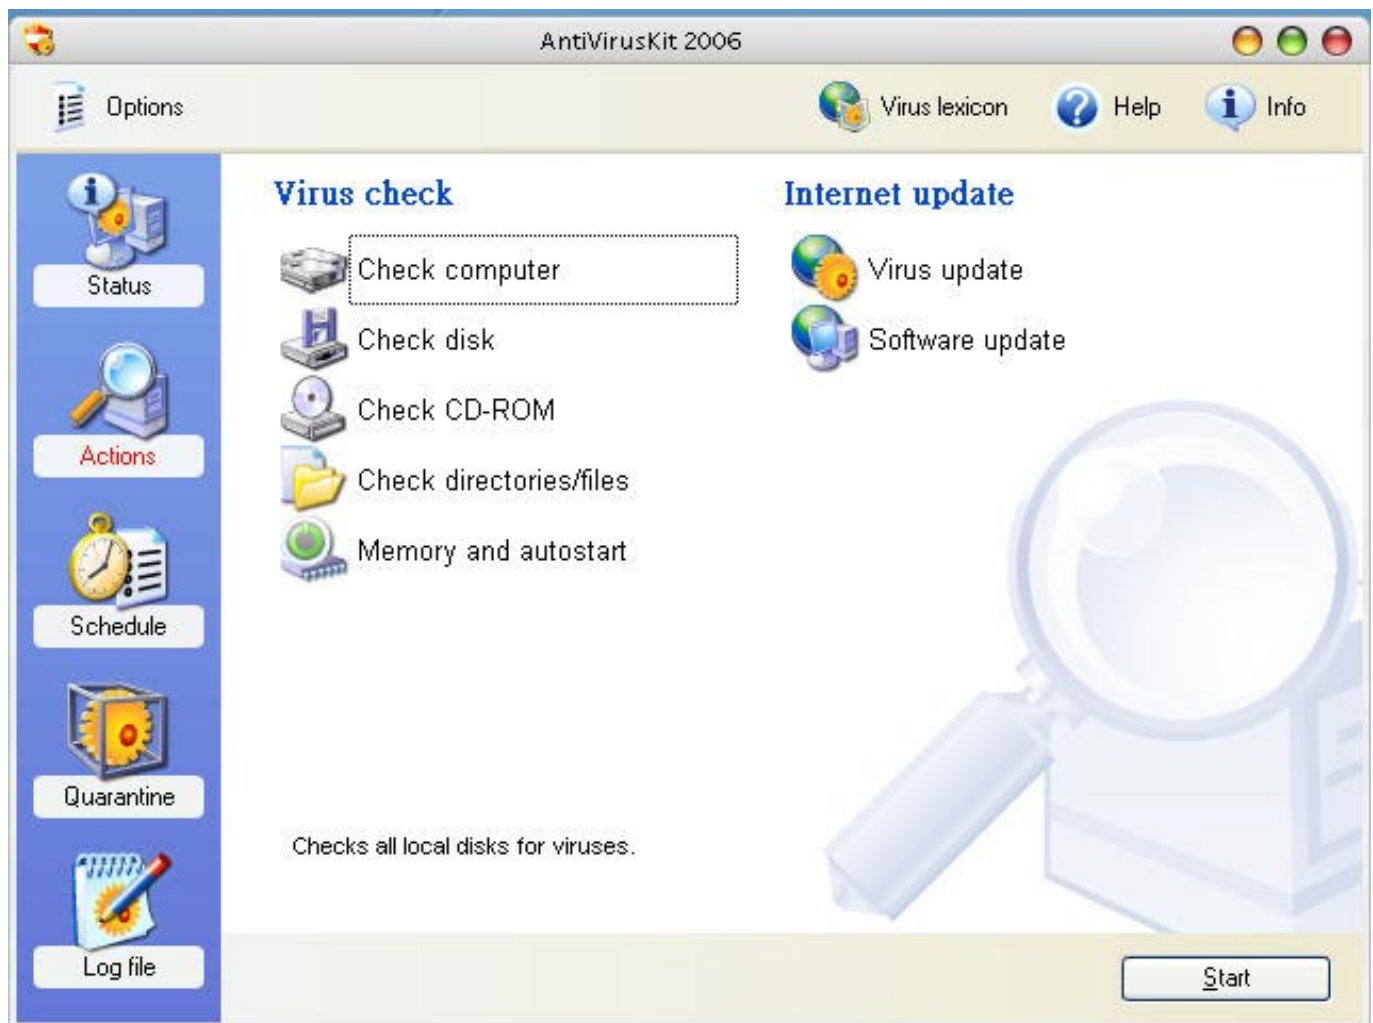 AntiVirusKit 2006
Options
Virus lexicon
Help
Info
Status
Actions
Schedule
Quarantine
Log file
Virus check
Check computer
Check disk
Check CD-ROM
Check directories/files
Memory and autostart
Internet update
Virus update
Software update
Checks all local disks for viruses.
Start